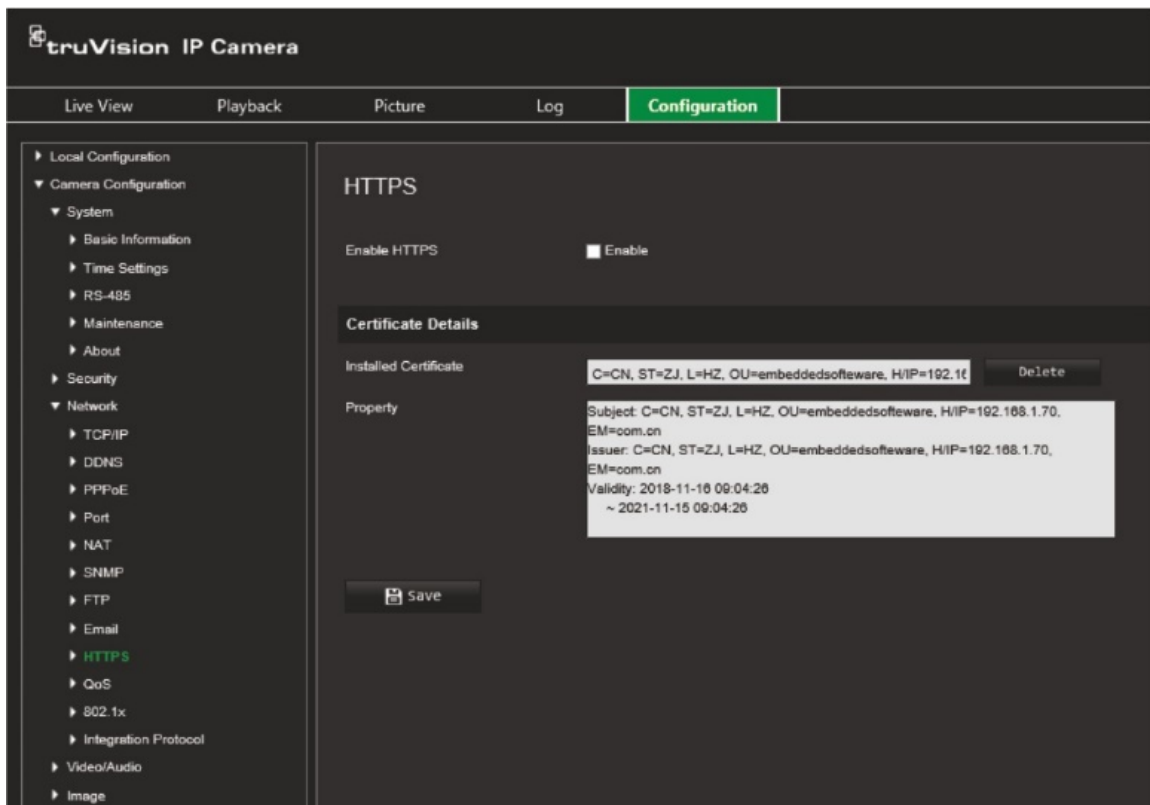 truVision IP Camera
Live View Playback Picture Log Configuration
Local Configuration
Camera Configuration
System
Basic Information
Time Settings
RS-485
Maintenance
About
Security
Network
TCP/IP
DDNS
PPPoE
Port
NAT
SNMP
FTP
Email
HTTPS
QoS
802.1x
Integration Protocol
Video/Audio
Image
HTTPS
Enable HTTPS Enable
Certificate Details
Installed Certificate C=CN, ST=ZJ, L=HZ, OU=embeddedsofteware, H/IP=192.16 Delete
Property
Subject: C=CN, ST=ZJ, L=HZ, OU=embeddedsofteware, H/IP=192.168.1.70,
EM=com.cn
Issuer: C=CN, ST=ZJ, L=HZ, OU=embeddedsofteware, H/IP=192.168.1.70,
EM=com.cn
Validity: 2018-11-16 09:04:26
~ 2021-11-15 09:04:26
Save